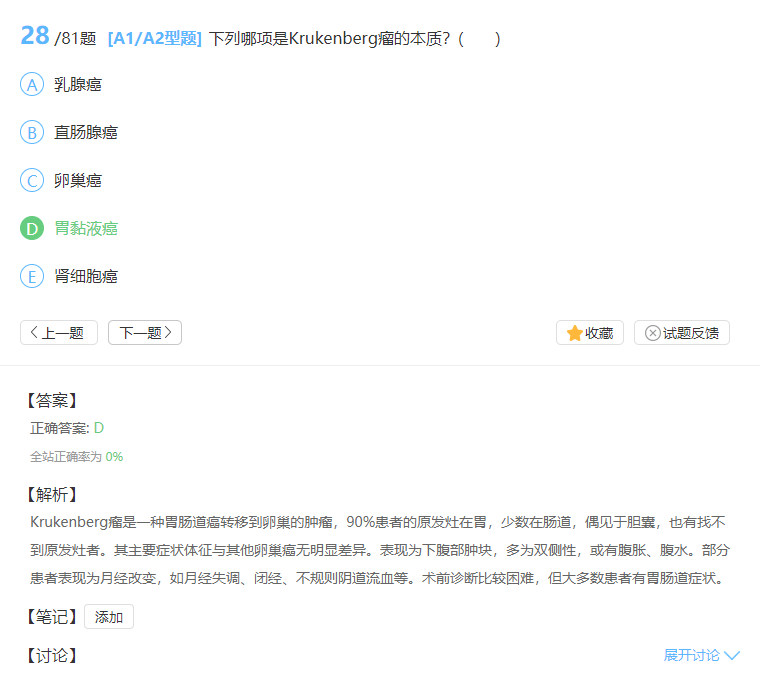 28 /81题 [A1/A2型题] 下列哪项是Krukenberg瘤的本质?（　　）
A 乳腺癌
B 直肠腺癌
C 卵巢癌
D 胃黏液癌
E 肾细胞癌
上一题 下一题 收藏 试题反馈
【答案】
正确答案: D
全站正确率为 0%
【解析】
Krukenberg瘤是一种胃肠道癌转移到卵巢的肿瘤，90%患者的原发灶在胃，少数在肠道，偶见于胆囊，也有找不
到原发灶者。其主要症状体征与其他卵巢癌无明显差异。表现为下腹部肿块，多为双侧性，或有腹胀、腹水。部分
患者表现为月经改变，如月经失调、闭经、不规则阴道流血等。术前诊断比较困难，但大多数患者有胃肠道症状。
【笔记】 添加
【讨论】 展开讨论